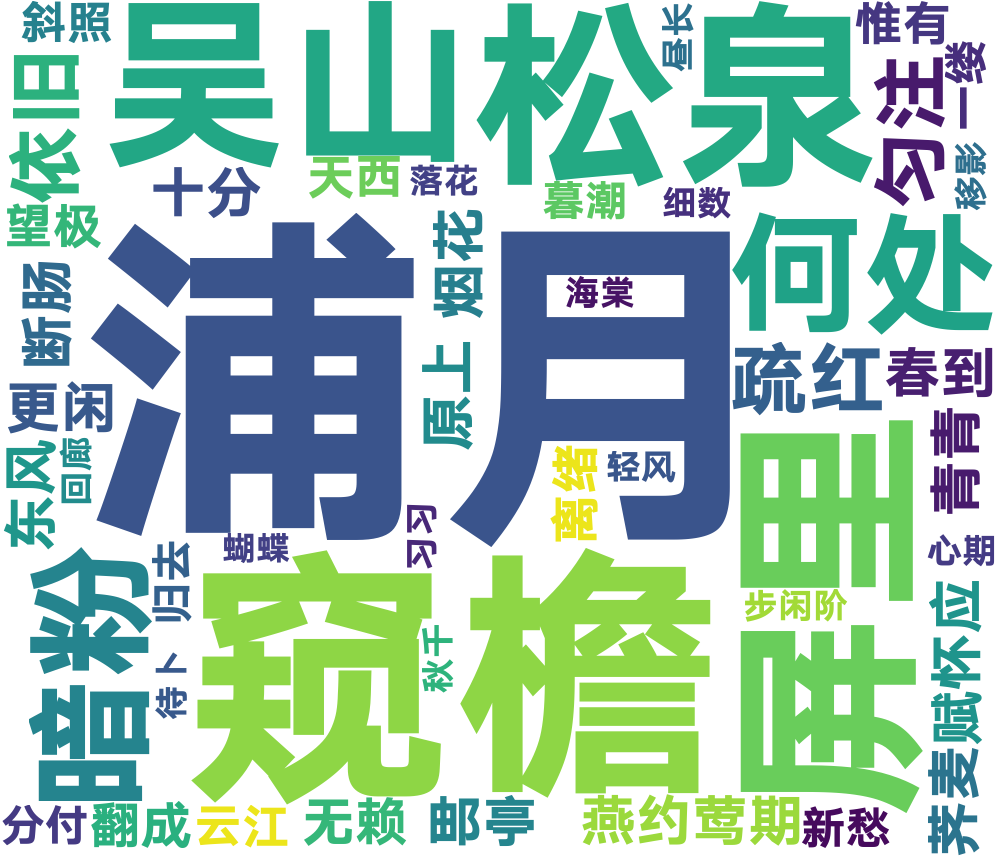 斜照
吴山松泉
昼长
惟有
一缕
匀注
依旧
移影
十分
天西
落花
暮潮
细数
望极
烟花
浦月
何处
断肠
海棠
原上
疏红
春到
更闲
青青
东风
回廊
离绪
轻风
屏里
习习
蝴蝶
心期
暗粉
归去
窥檐
步闲阶
荠麦赋怀应
秋千
待卜
分付
翻成
云江
无赖
邮亭
燕约莺期
新愁